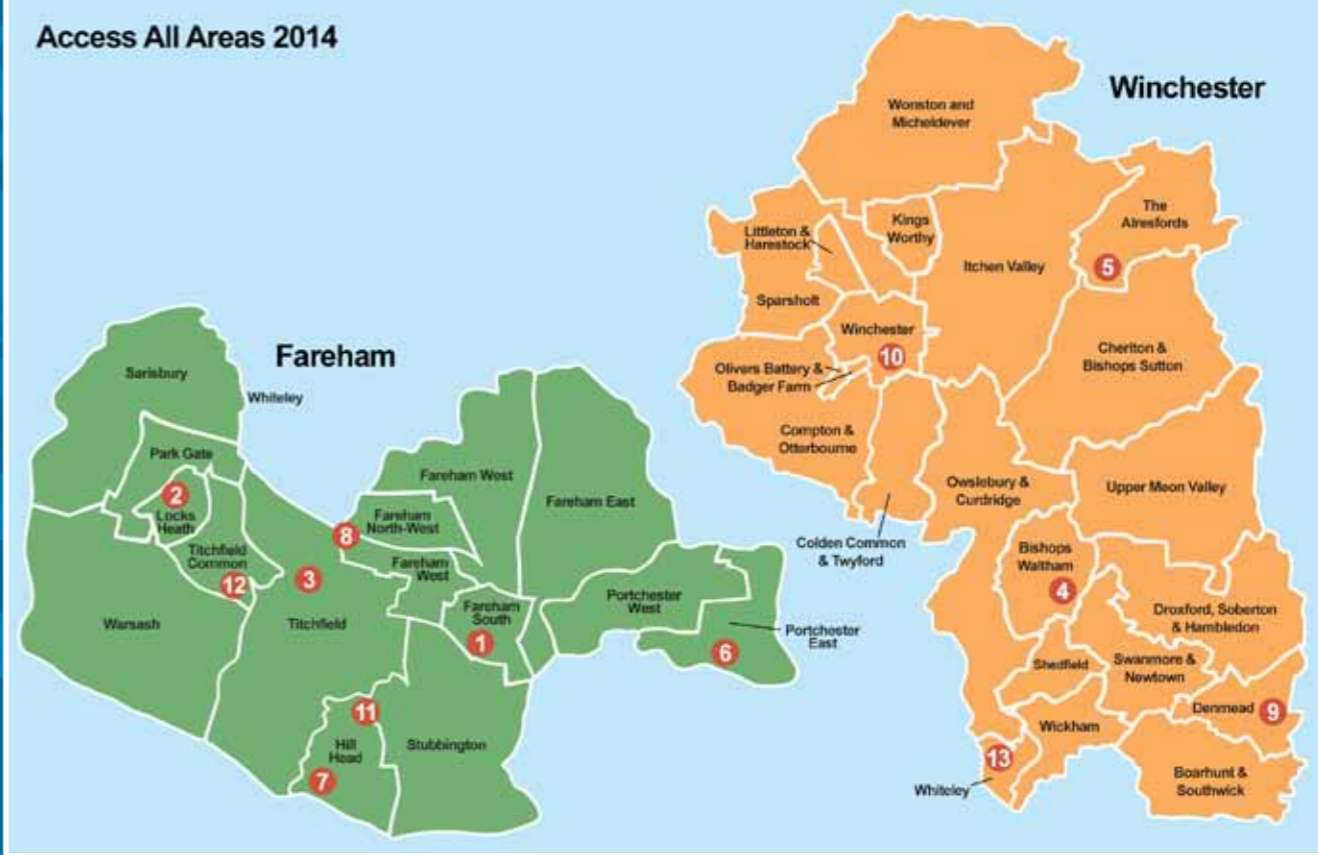 Access All Areas 2014
Fareham
Sarisbury
Whiteley
Park Gate
2
Locks
Heath
Titchfield
Common
12
3
Warsash
Titchfield
8
Fareham
North-West
Fareham West
Fareham
West
Fareham East
Fareham
South
1
Portchester
West
Portchester
East
6
11
Hill
Head
7
Stubbington
Winchester
Wonston and
Micheldever
Littleton &
Harestock
Kings
Worthy
The
Alresfords
5
Itchen Valley
Sparsholt
Winchester
10
Cheriton &
Bishops Sutton
Olivers Battery &
Badger Farm
Compton &
Otterbourne
Owslebury &
Curdridge
Upper Meon Valley
Colden Common
& Twyford
Bishops
Waltham
4
Droxford, Soberton
& Hambledon
Shedfield
Swanmore &
Newtown
Denmead
9
Wickham
13
Whiteley
Boarhunt &
Southwick